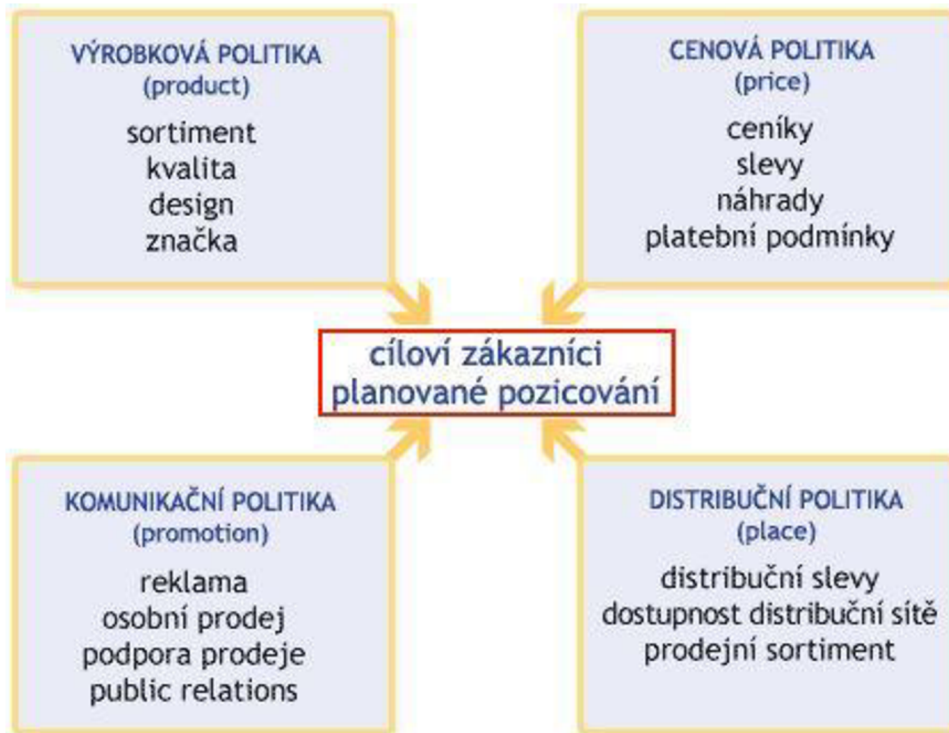 VÝROBKOVÁ POLITIKA
(product)
sortiment
kvalita
design
značka
CENOVÁ POLITIKA
(price)
ceníky
slevy
náhrady
platební podmínky
cíloví zákazníci
planované pozicování
KOMUNIKAČNÍ POLITIKA
(promotion)
reklama
osobní prodej
podpora prodeje
public relations
DISTRIBUČNÍ POLITIKA
(place)
distribuční slevy
dostupnost distribuční sítě
prodejní sortiment